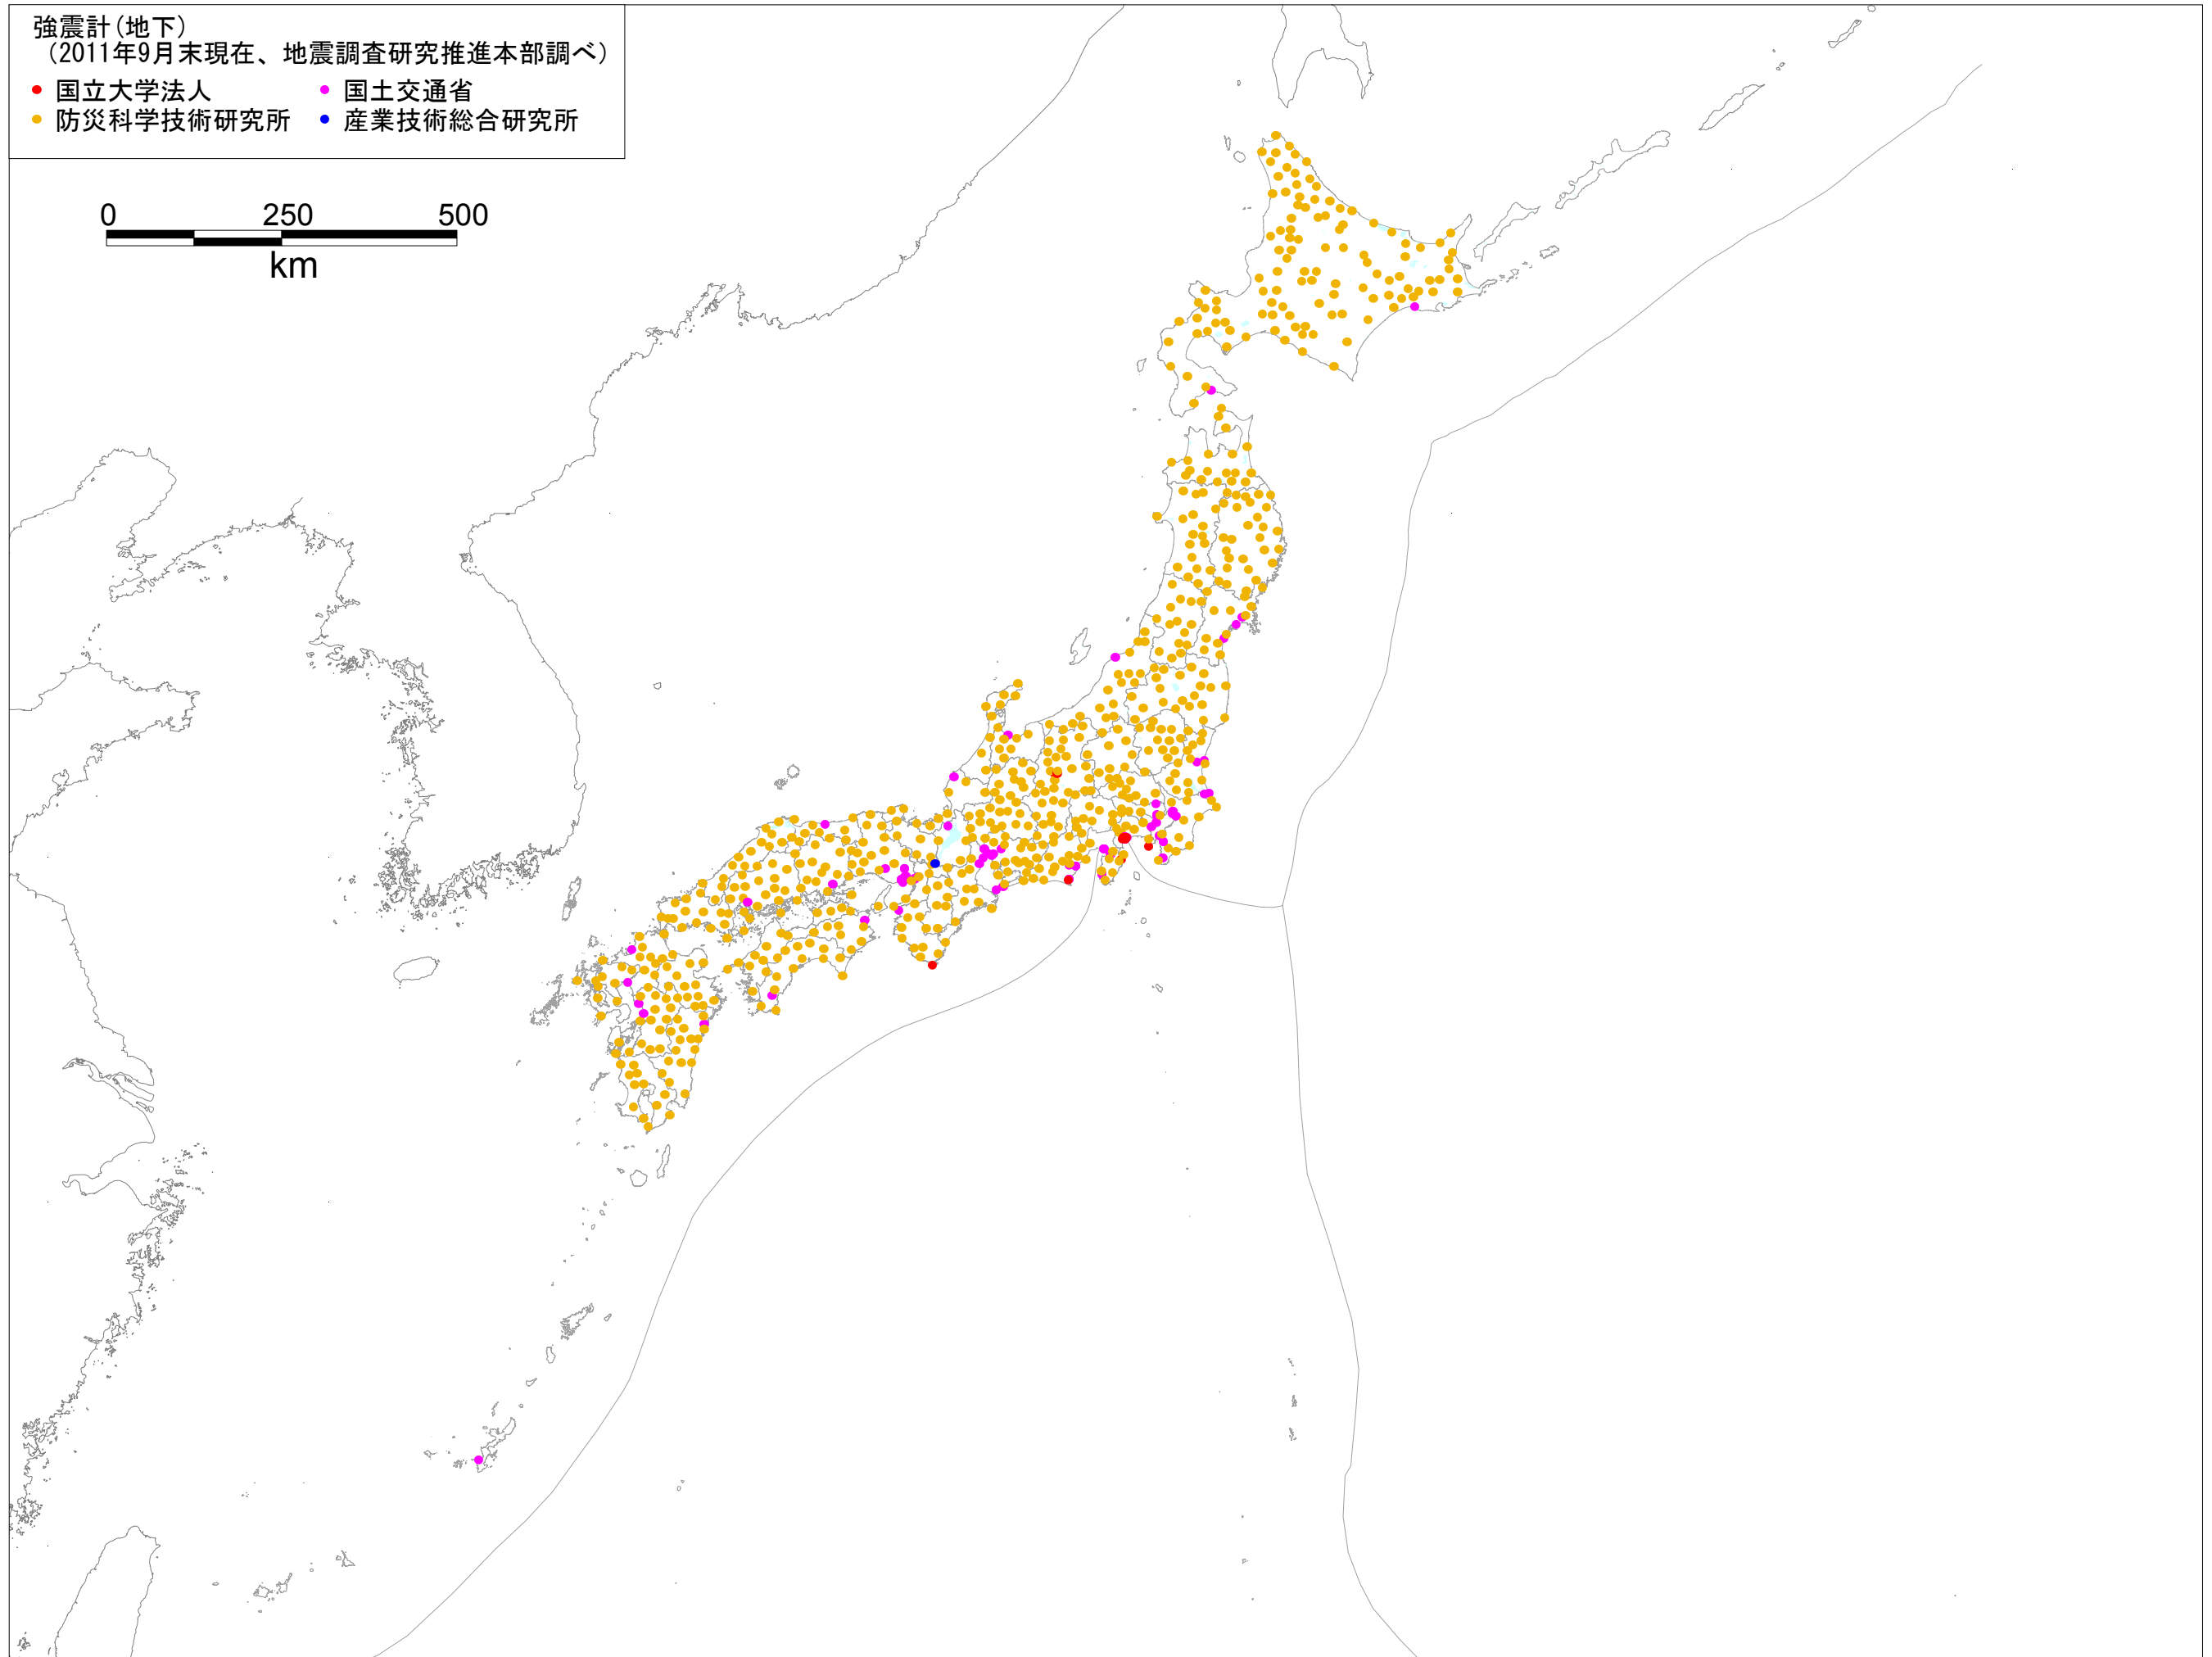 強震計(地下)
(2011年9月末現在、地震調査研究推進本部調べ)
国立大学法人 国土交通省
防災科学技術研究所 産業技術総合研究所
0 250 500
km